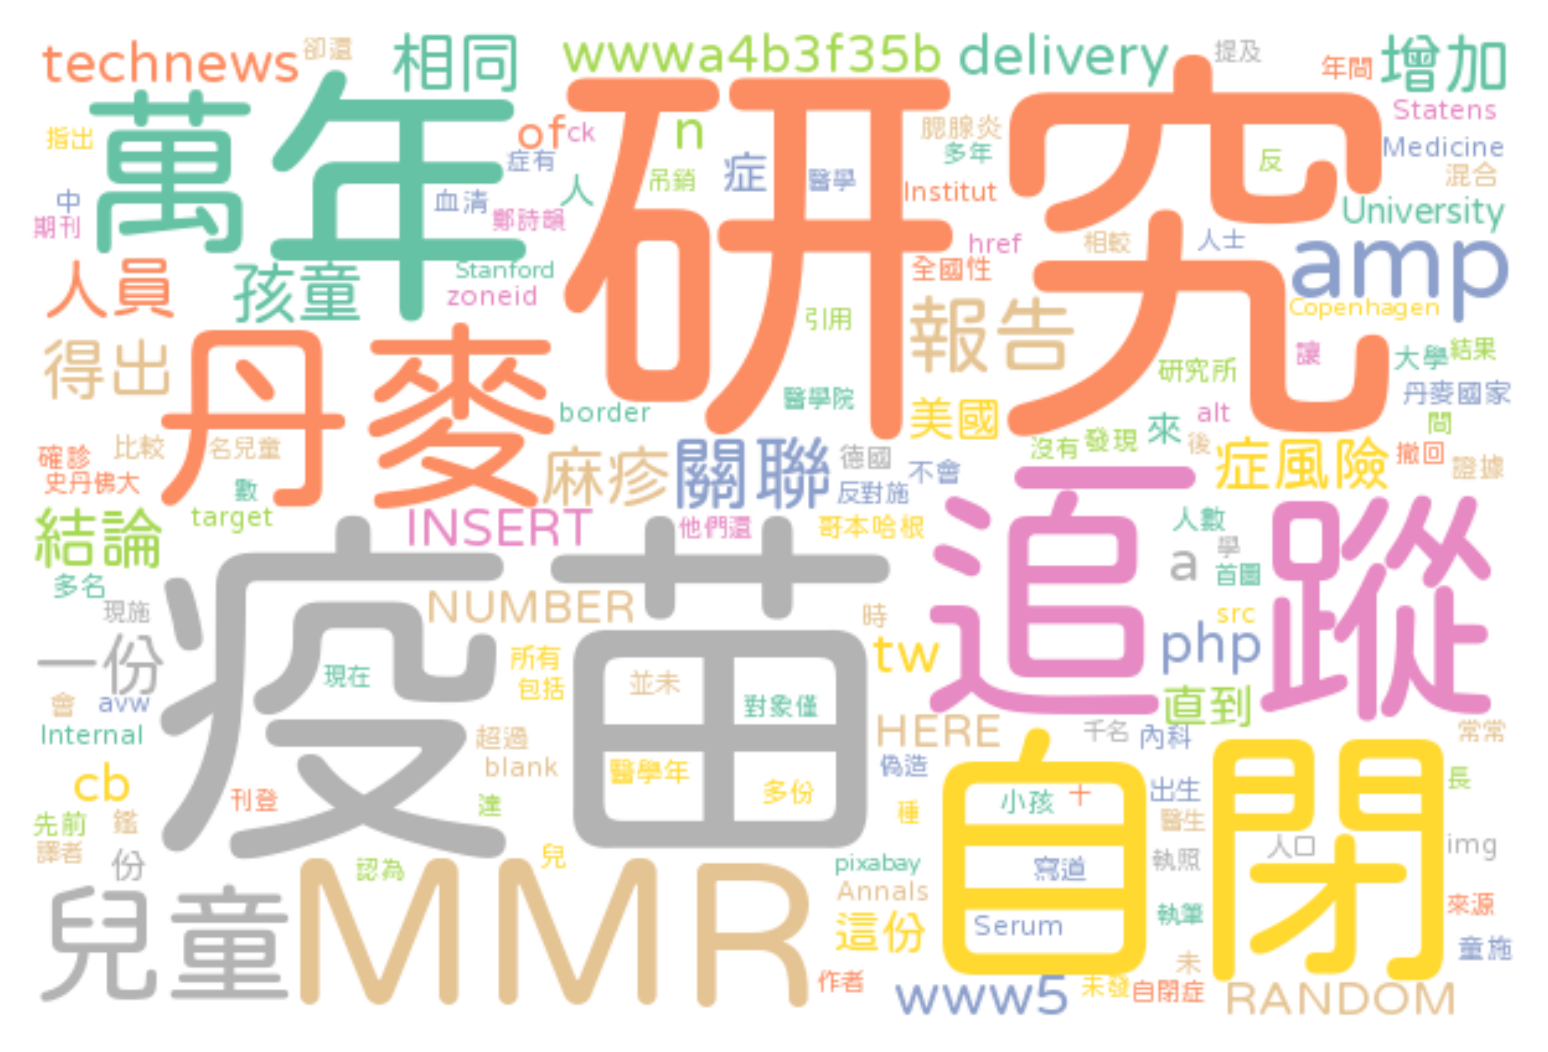 technews
卻還
相同
wwwa4b3f35b
delivery
提及
年間
增加
萬年
研究
Statens
指出
of
ck
n
腮腺炎
多年
症有
症
醫學
反
Medicine
混合
中
期刊
血清
人
吊銷
Institut
鄭詩韻
University
href
相較
人士
amp
人員
孩童
Stanford
zoneid
全國性
Copenhagen
引用
報告
得出
丹麥
讓
大學
結果
研究所
醫學院
丹麥國家
border
美國
來
alt
間
確診
比較
名兒童
麻疹
關聯
德國
不會
沒有
發現
後
症風險
撤回
證據
史丹佛大
數
反對施
target
INSERT
他們還
哥本哈根
追蹤
人數
結論
疫苗
a
學
首圖
多名
現施
NUMBER
時
src
一份
所有
tw
php
現在
並未
包括
對象僅
直到
會
avw
Internal
超過
HERE
千名
內科
常常
blank
醫學年
偽造
自閉
cb
多份
小孩
十
出生
長
刊登
達
種
醫生
先前
鑑
譯者
份
兒
認為
pixabay
寫道
執照
人口
img
兒童
MMR
Annals
這份
Serum
執筆
來源
童施
未
作者
www5
未發
自閉症
RANDOM